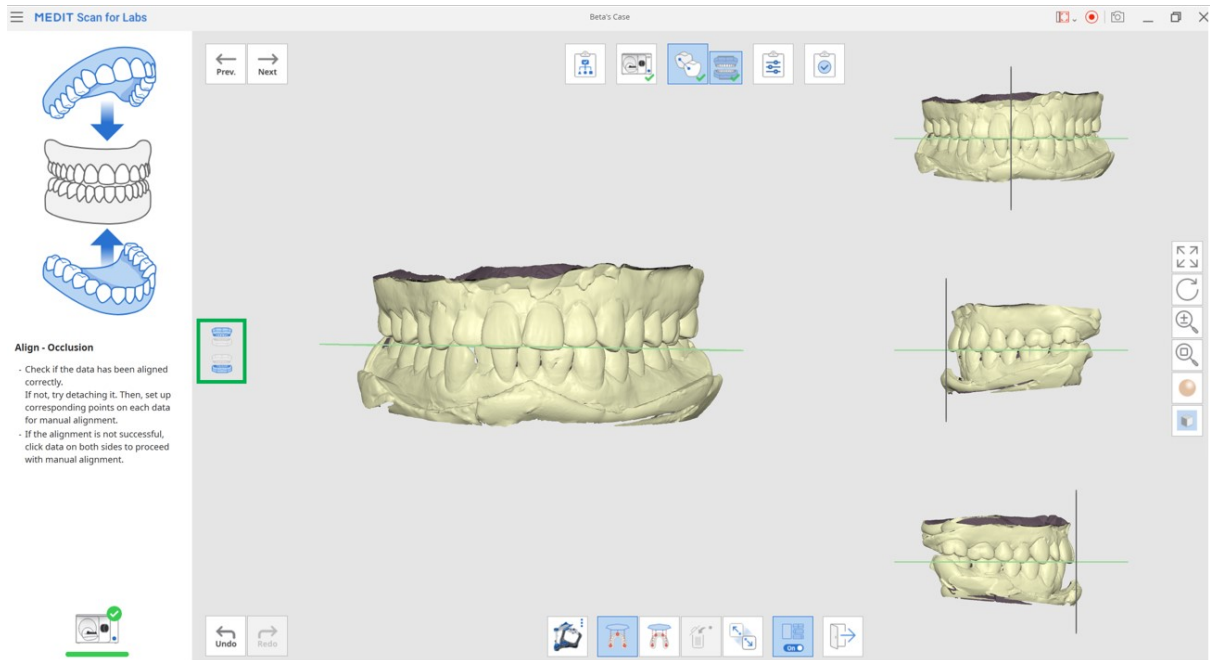 MEDIT Scan for Labs
Beta's Case
Prev.
Next
Align - Occlusion
- Check if the data has been aligned
correctly.
If not, try detaching it. Then, set up
corresponding points on each data
for manual alignment.
- If the alignment is not successful,
click data on both sides to proceed
with manual alignment.
Undo
Redo
On